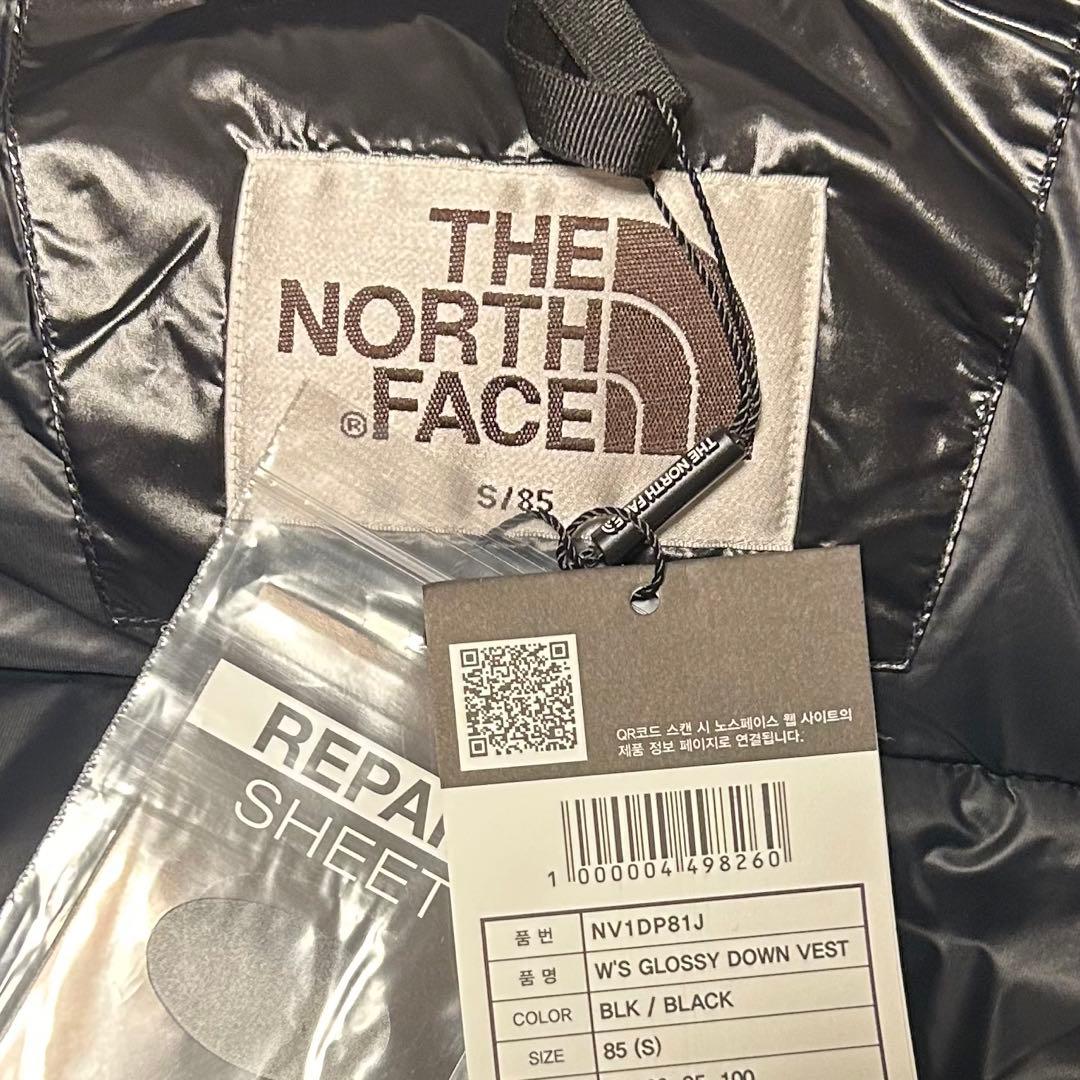 THE
NORTH
®FACE
S/85
THE NORTH FACE
REPAI
SHEET
QR코드 스캔 시 노스페이스 웹 사이트의
제품 정보 페이지로 연결됩니다.
1 000004 498260
품 번 NV1DP81J
품 명 W'S GLOSSY DOWN VEST
COLOR BLK / BLACK
SIZE 85 (S)